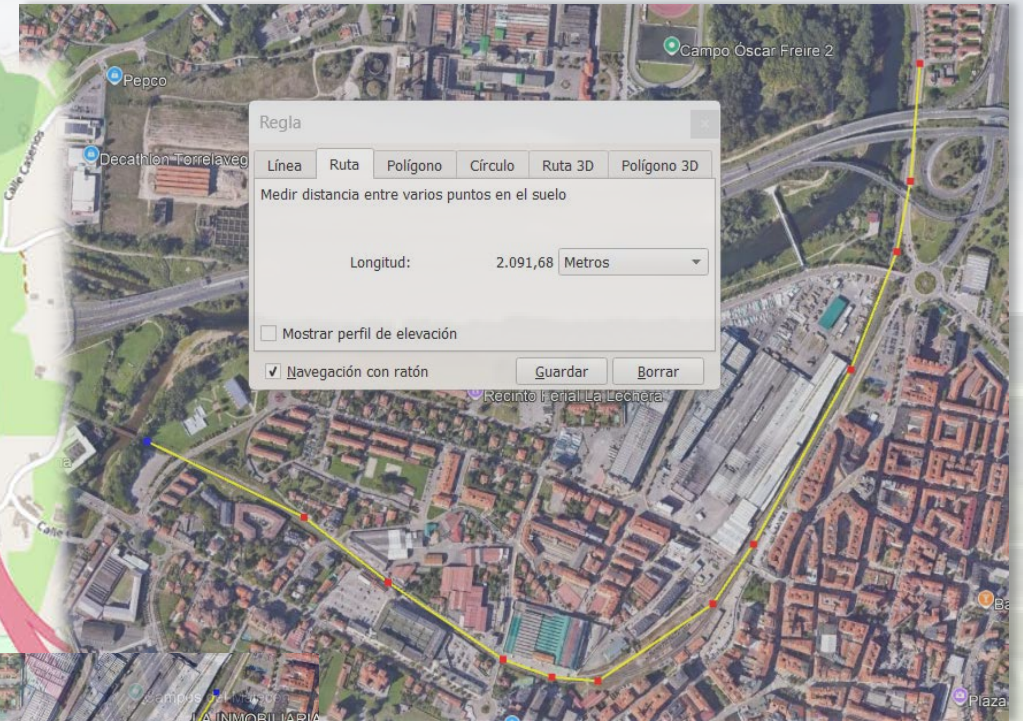 Campo Óscar Freire 2
Pepco
Calle Caseríos
Decathlon Torrelaveg
Regla
Línea
Ruta
Polígono
Círculo
Ruta 3D
Polígono 3D
Medir distancia entre varios puntos en el suelo
Longitud:
2.091,68
Metros
Mostrar perfil de elevación
Navegación con ratón
Guardar
Borrar
Recinto Ferial La Lechera
a
Calle
Ba
Plaza
LA INMOBILIARIA